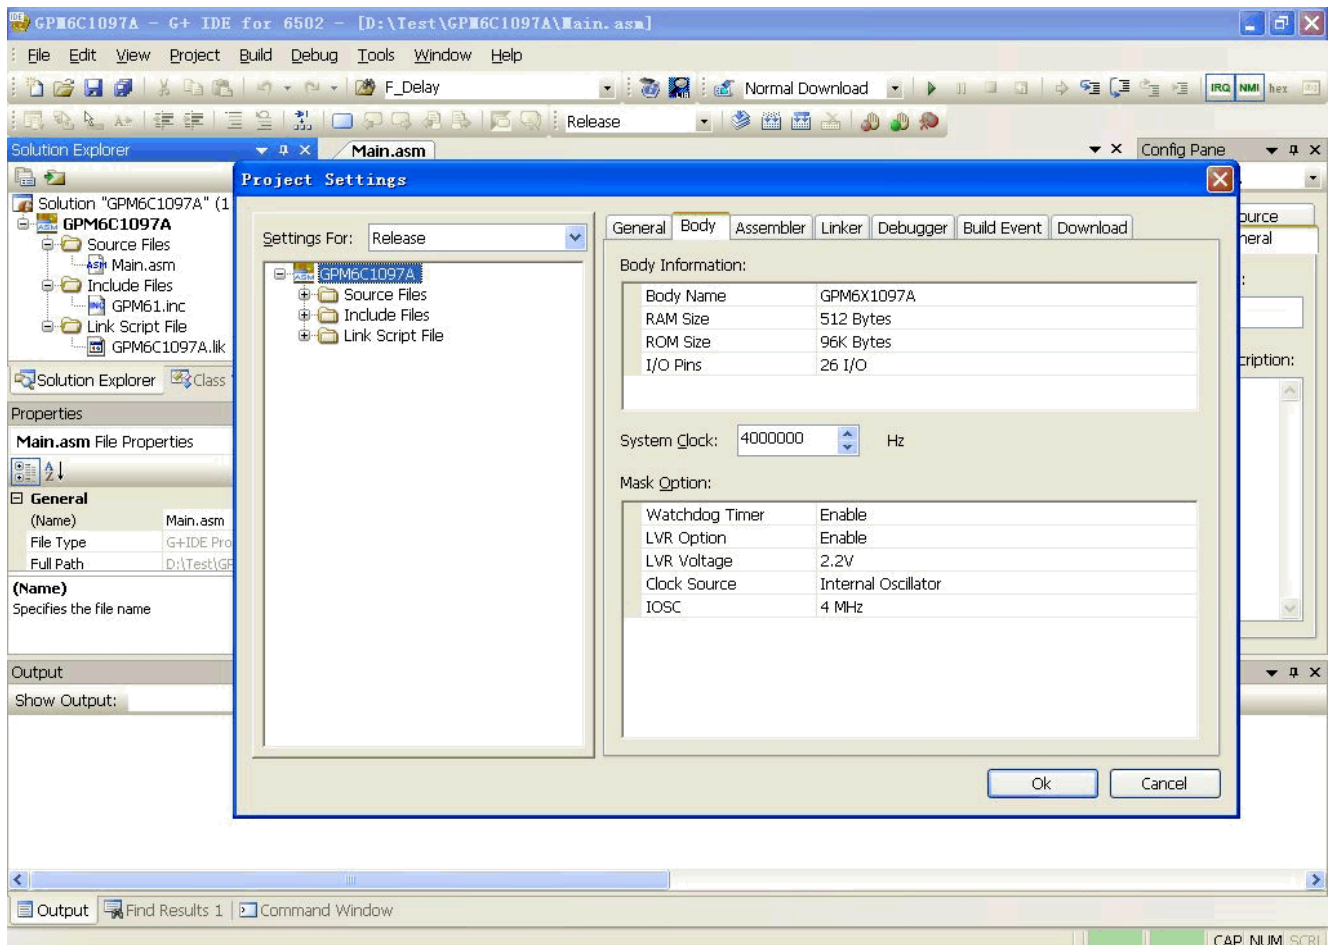 GPM6C1097A - G+ IDE for 6502 - [D:\Test\GPM6C1097A\Main.asm]
File Edit View Project Build Debug Tools Window Help
F_Delay Normal Download IRQ NMI hex
Release
Solution Explorer Main.asm Config Pane
Project Settings
Solution "GPM6C1097A" (1
GPM6C1097A
Source Files
Main.asm
Include Files
GPM61.inc
Link Script File
GPM6C1097A.lik
Solution Explorer Class
Properties
Main.asm File Properties
General
(Name) Main.asm
File Type G+IDE Pro
Full Path D:\Test\GP
(Name)
Specifies the file name
Settings For: Release
GPM6C1097A
Source Files
Include Files
Link Script File
General Body Assembler Linker Debugger Build Event Download
Body Information:
Body Name GPM6X1097A
RAM Size 512 Bytes
ROM Size 96K Bytes
I/O Pins 26 I/O
System Clock: 4000000 Hz
Mask Option:
Watchdog Timer Enable
LVR Option Enable
LVR Voltage 2.2V
Clock Source Internal Oscillator
IOSC 4 MHz
Ok Cancel
ource
neral
:
cription:
Output
Show Output:
Output Find Results 1 Command Window
CAP NUM SCRL